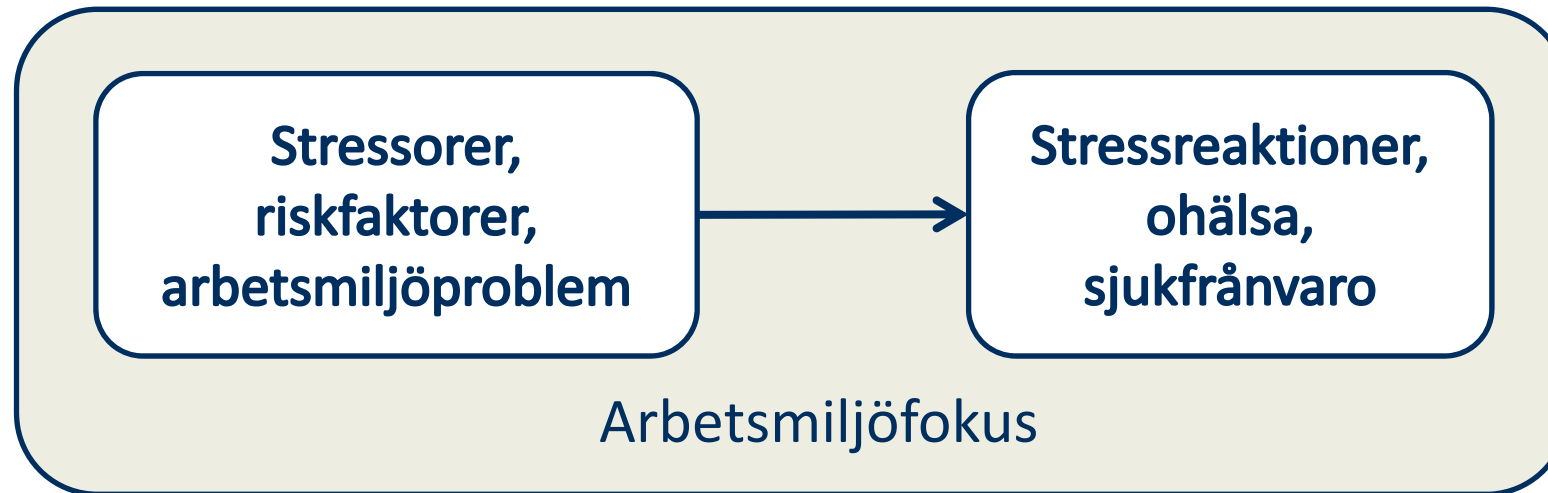 Stressorer,
riskfaktorer,
arbetsmiljöproblem
Stressreaktioner,
ohälsa,
sjukfrånvaro
Arbetsmiljöfokus